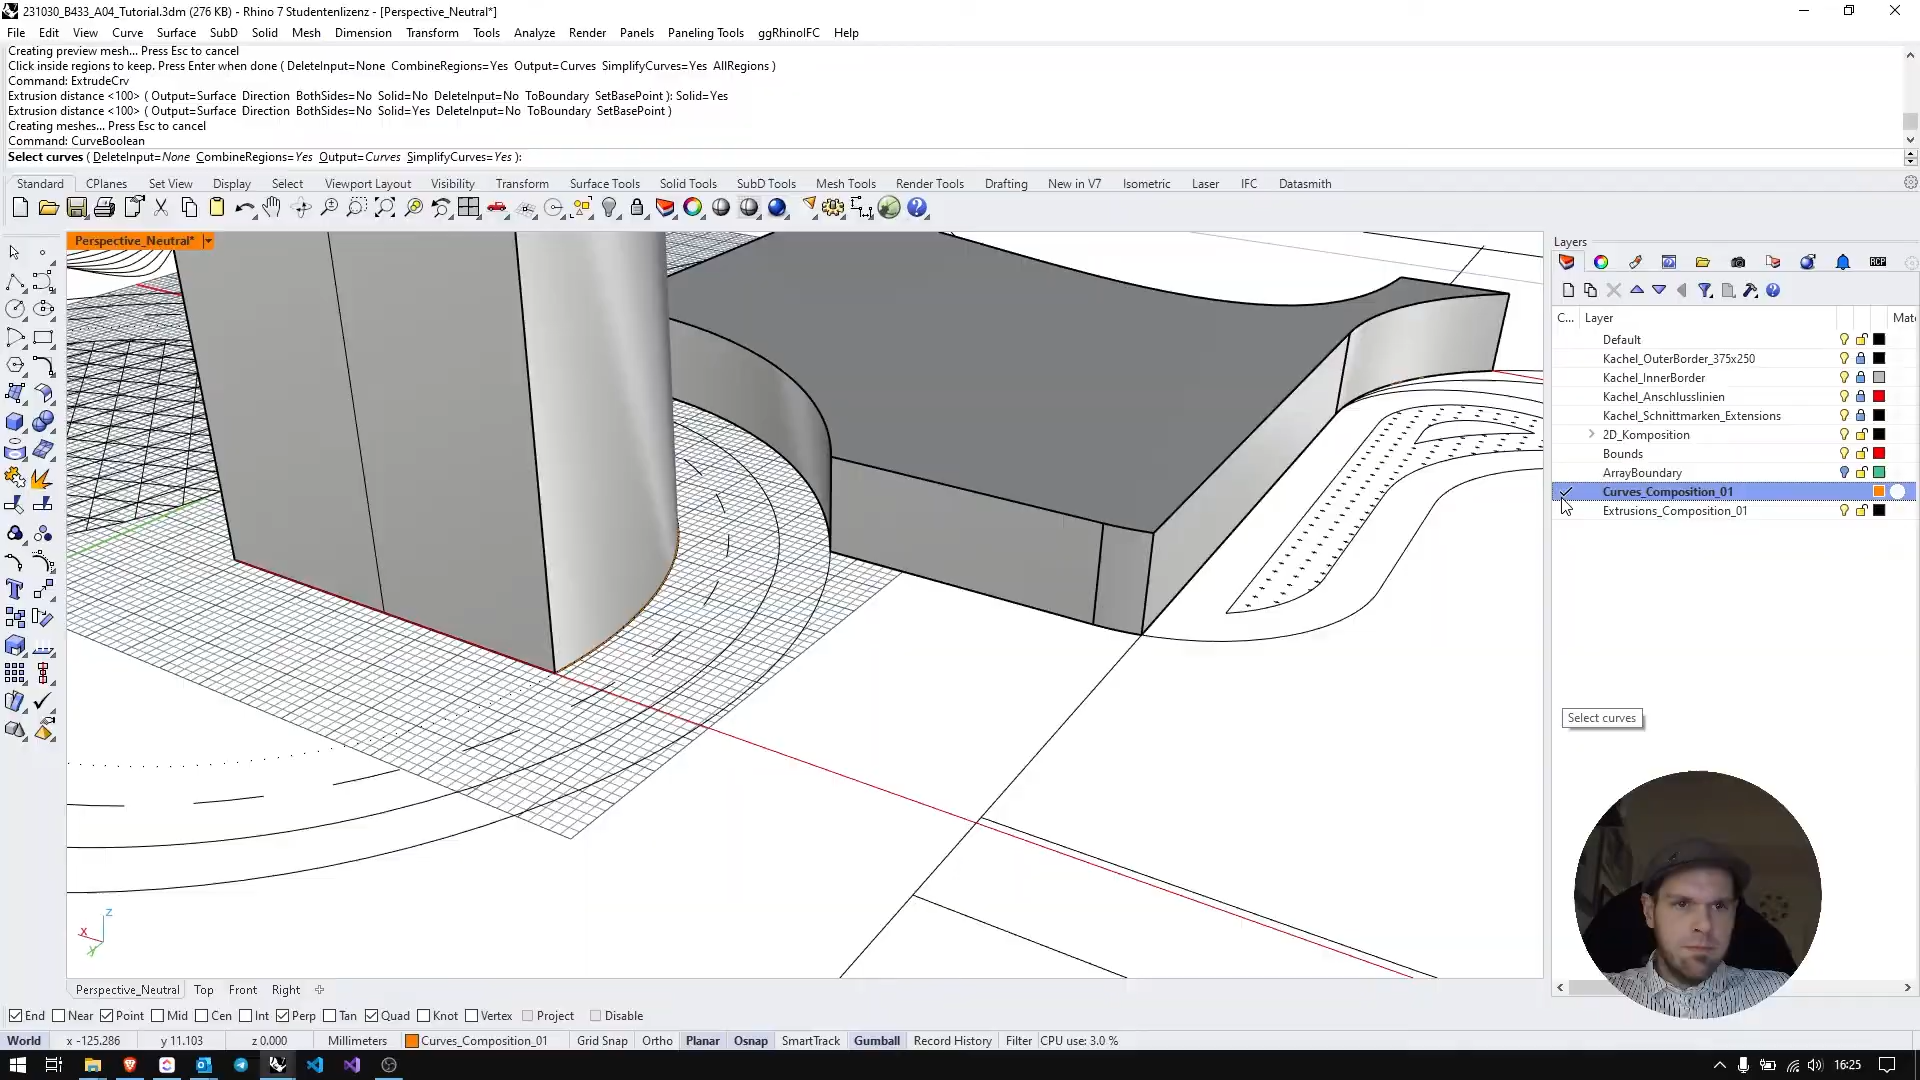 231030_B433_A04_Tutorial.3dm (276 KB) - Rhino 7 Studentenlizenz - [Perspective_Neutral*]
File Edit View Curve Surface SubD Solid Mesh Dimension Transform Tools Analyze Render Panels Paneling Tools ggRhinoIFC Help
Creating preview mesh... Press Esc to cancel
Click inside regions to keep. Press Enter when done ( DeleteInput=None CombineRegions=Yes Output=Curves SimplifyCurves=Yes AllRegions )
Command: ExtrudeCrv
Extrusion distance <100> ( Output=Surface Direction BothSides=No Solid=No DeleteInput=No ToBoundary SetBasePoint ): Solid=Yes
Extrusion distance <100> ( Output=Surface Direction BothSides=No Solid=Yes DeleteInput=No ToBoundary SetBasePoint )
Creating meshes... Press Esc to cancel
Command: CurveBoolean
Select curves ( DeleteInput=None CombineRegions=Yes Output=Curves SimplifyCurves=Yes ):
Standard CPlanes Set View Display Select Viewport Layout Visibility Transform Surface Tools Solid Tools SubD Tools Mesh Tools Render Tools Drafting New in V7 Isometric Laser IFC Datasmith
Perspective_Neutral*
Layers
RCP
C... Layer Mate
Default
Kachel_OuterBorder_375x250
Kachel_InnerBorder
Kachel_Anschlusslinien
Kachel_Schnittmarken_Extensions
2D_Komposition
Bounds
ArrayBoundary
Curves_Composition_01
Extrusions_Composition_01
Select curves
z
x
y
Perspective_Neutral Top Front Right
End Near Point Mid Cen Int Perp Tan Quad Knot Vertex Project Disable
World x -125.286 y 11.103 z 0.000 Millimeters Curves_Composition_01 Grid Snap Ortho Planar Osnap SmartTrack Gumball Record History Filter CPU use: 3.0 %
16:25